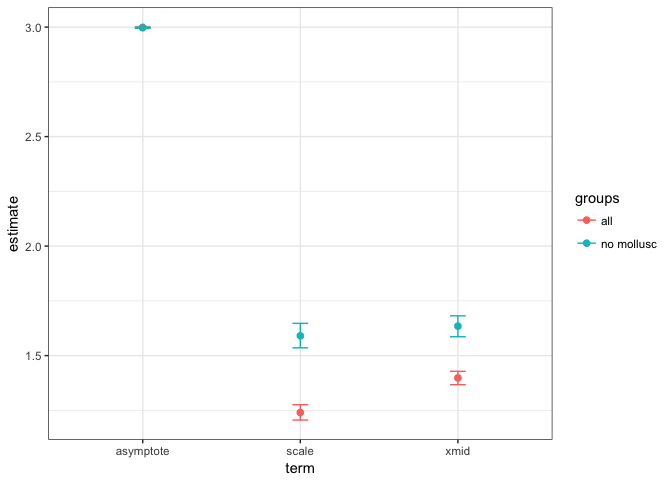 estimate
3.0
2.5
2.0
1.5
asymptote scale xmid
term
groups
all
no mollusc